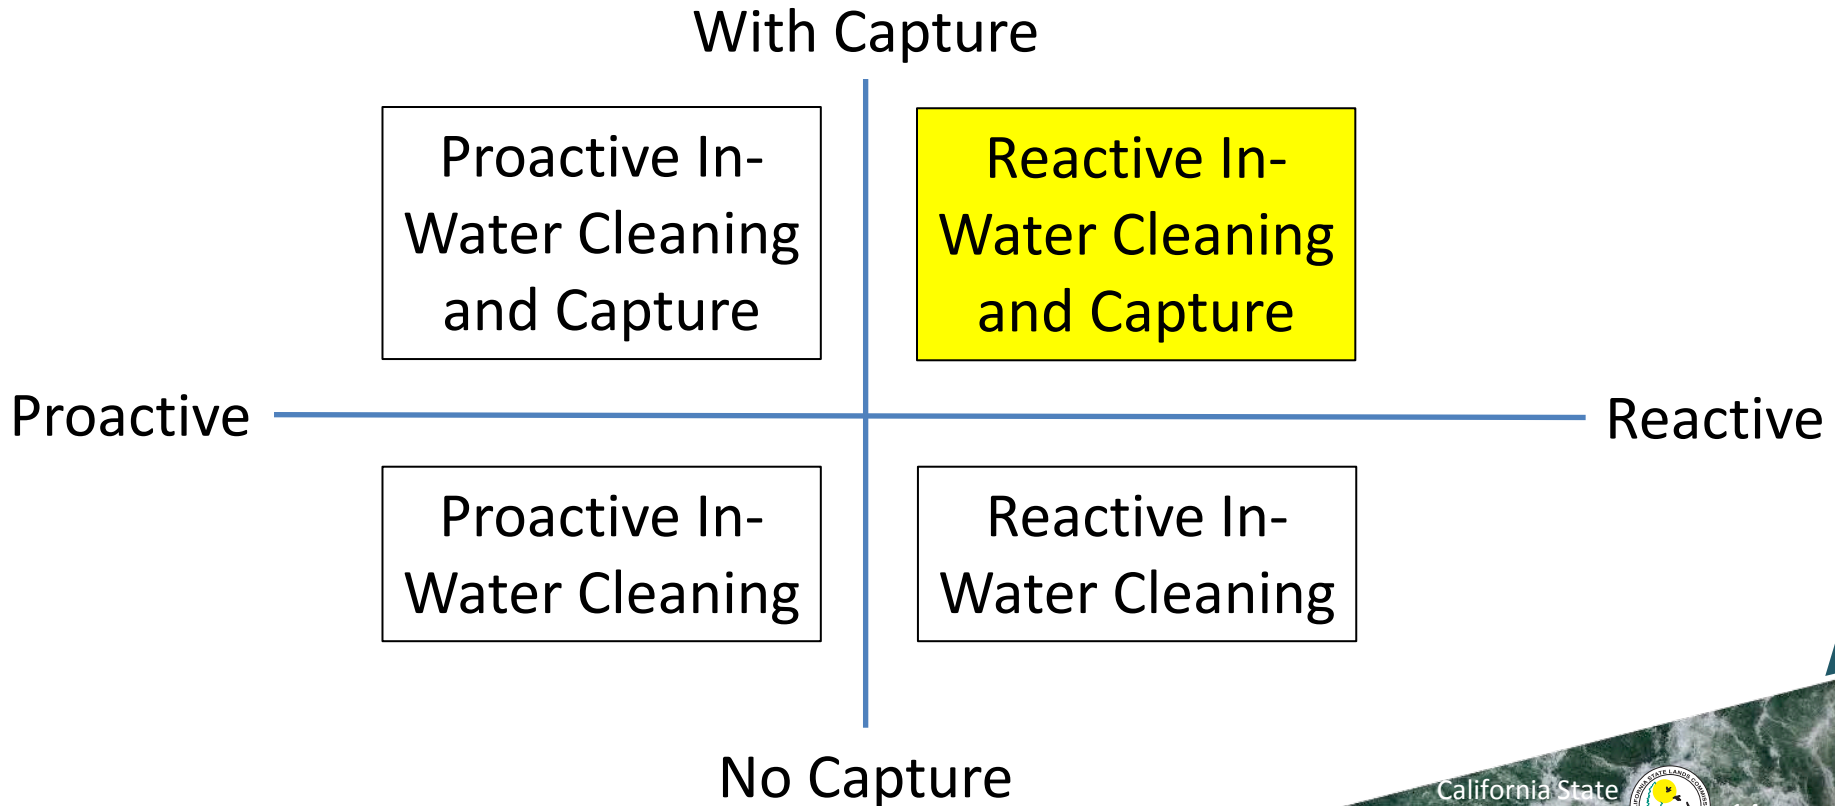 With Capture
Proactive In-
Water Cleaning
and Capture
Reactive In-
Water Cleaning
and Capture
Proactive
Reactive
Proactive In-
Water Cleaning
Reactive In-
Water Cleaning
No Capture
California State